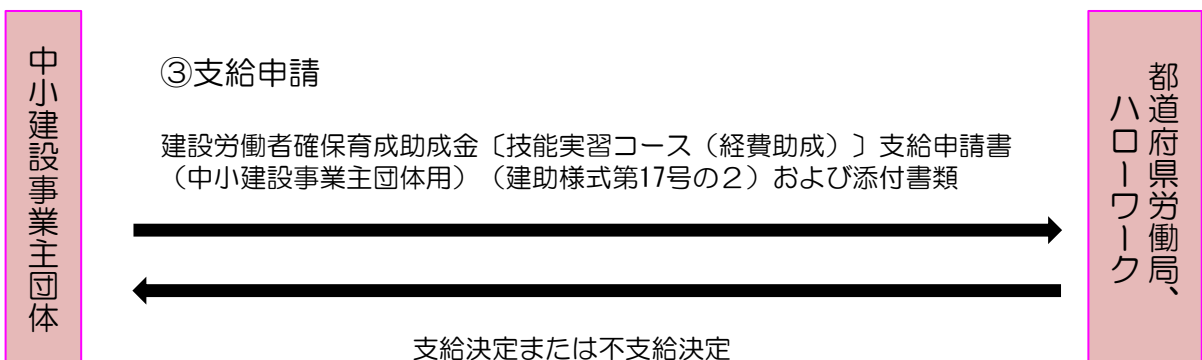 中小建設事業主団体
③支給申請
建設労働者確保育成助成金〔技能実習コース（経費助成）〕支給申請書
（中小建設事業主団体用）（建助様式第17号の２）および添付書類
支給決定または不支給決定
都道府県労働局、
ハローワーク